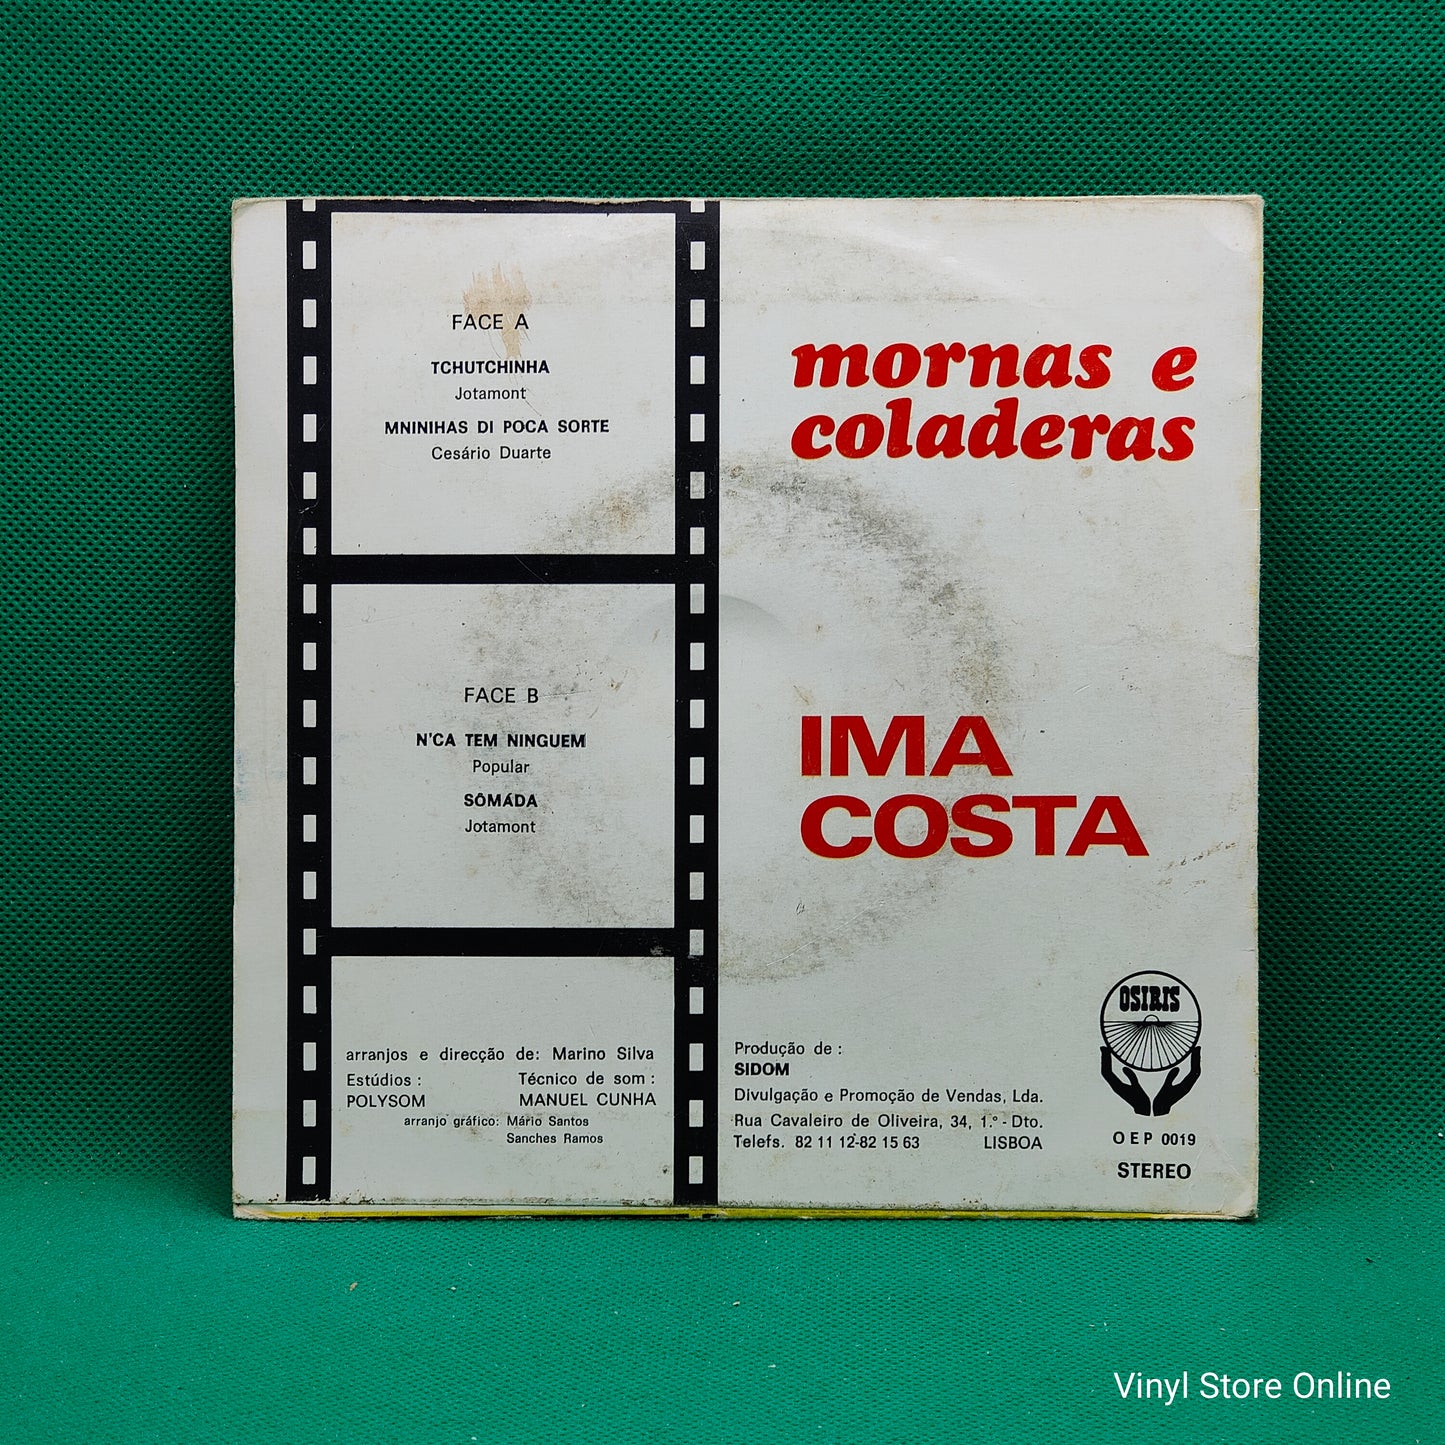 FACE A
TCHUTCHINHA
Jotamont
MNINIHAS DI POCA SORTE
Cesário Duarte
FACE B
N'CA TEM NINGUEM
Popular
SÔMÁDA
Jotamont
arranjos e direcção de: Marino Silva
Estúdios : Técnico de som :
POLYSOM MANUEL CUNHA
arranjo gráfico: Mário Santos
Sanches Ramos
mornas e
coladeras
IMA
COSTA
Produção de :
SIDOM
Divulgação e Promoção de Vendas, Lda.
Rua Cavaleiro de Oliveira, 34, 1.º - Dto.
Telefs. 82 11 12-82 15 63 LISBOA
OSIRIS
OEP 0019
STEREO
Vinyl Store Online